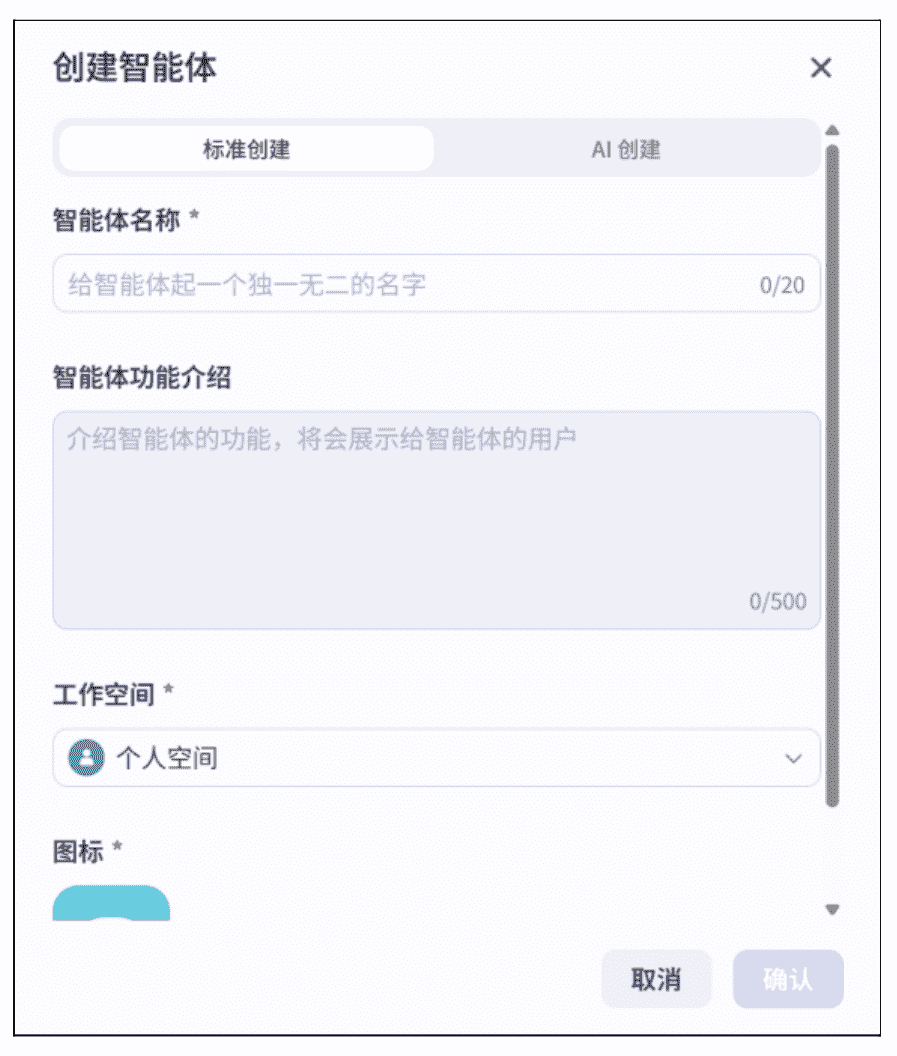 创建智能体
标准创建
AI 创建
智能体名称 *
给智能体起一个独一无二的名字
0/20
智能体功能介绍
介绍智能体的功能，将会展示给智能体的用户
0/500
工作空间 *
个人空间
图标 *
取消
确认